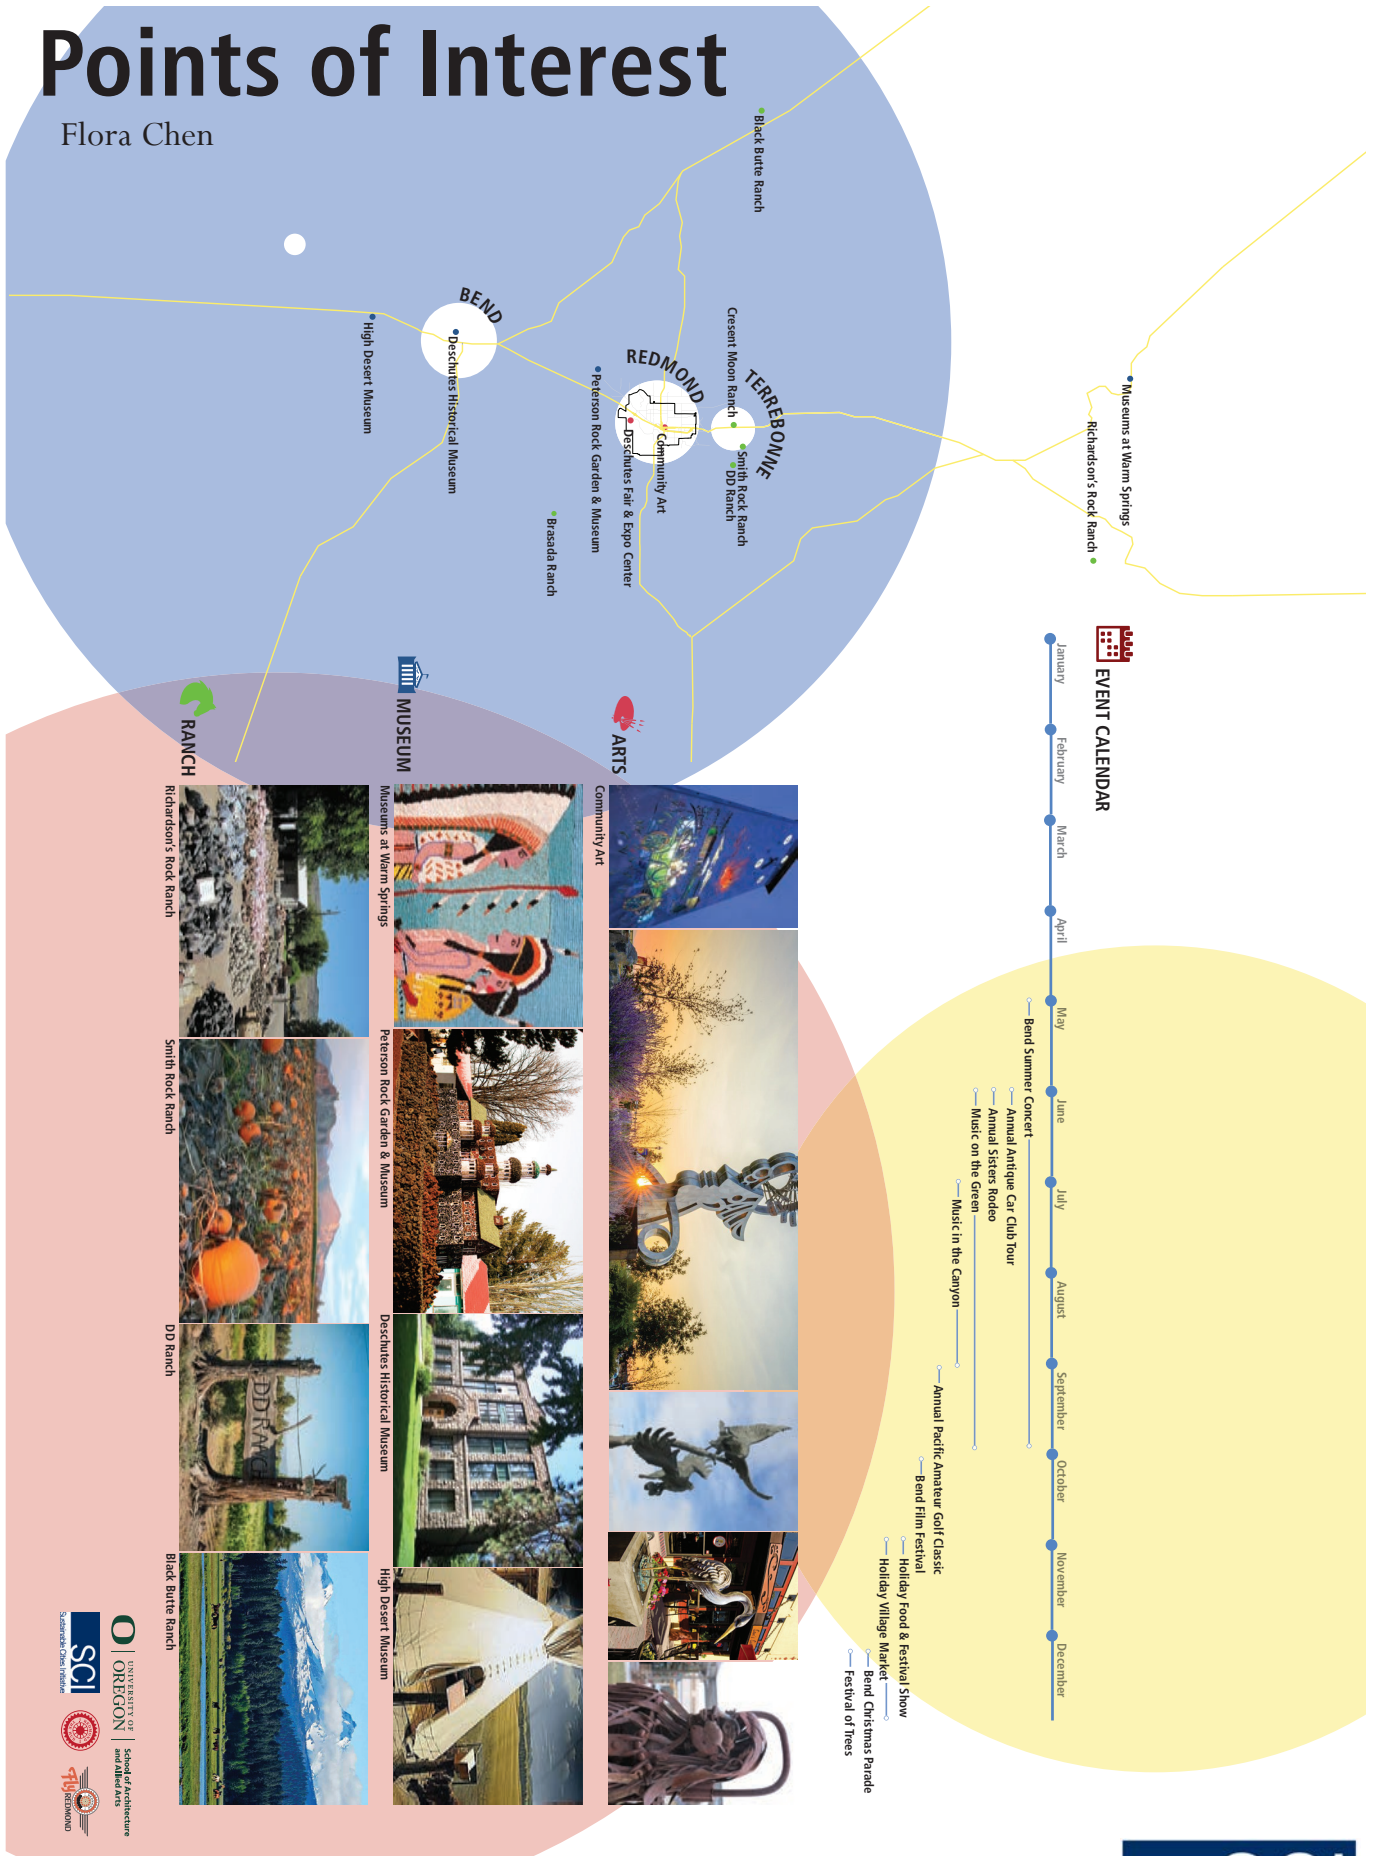 Points of Interest
Flora Chen
Black Butte Ranch
BEND
High Desert Museum
Deschutes Historical Museum
REDMOND
Peterson Rock Garden & Museum
Deschutes Fair & Expo Center
Community Art
Cresent Moon Ranch
TERREBONNE
Smith Rock Ranch
DD Ranch
Brasada Ranch
Museums at Warm Springs
Richardson's Rock Ranch
EVENT CALENDAR
January
February
March
April
May
June
July
August
September
October
November
December
Bend Summer Concert
Annual Antique Car Club Tour
Annual Sisters Rodeo
Music on the Green
Music in the Canyon
Annual Pacific Amateur Golf Classic
Bend Film Festival
Holiday Food & Festival Show
Holiday Village Market
Bend Christmas Parade
Festival of Trees
ARTS
Community Art
MUSEUM
Museums at Warm Springs
Peterson Rock Garden & Museum
Deschutes Historical Museum
High Desert Museum
RANCH
Richardson's Rock Ranch
Smith Rock Ranch
DD Ranch
DD RANCH
Black Butte Ranch
O
UNIVERSITY OF
OREGON
School of Architecture
and Allied Arts
SCI
Sustainable Cities Initiative
Fly
REDMOND